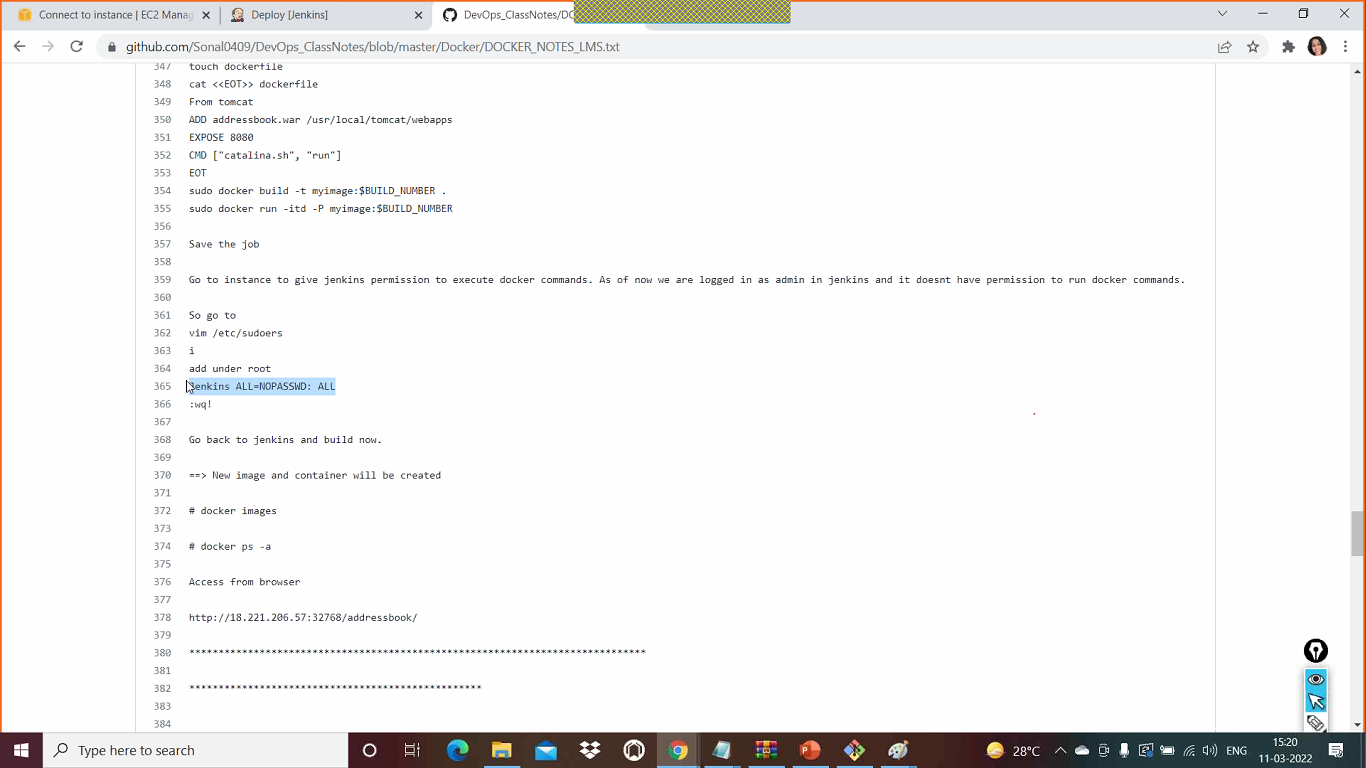 Connect to instance | EC2 Manag
Deploy [Jenkins]
DevOps_ClassNotes/DO
github.com/Sonal0409/DevOps_ClassNotes/blob/master/Docker/DOCKER_NOTES_LMS.txt
347 touch dockerfile
348 cat <<EOT>> dockerfile
349 From tomcat
350 ADD addressbook.war /usr/local/tomcat/webapps
351 EXPOSE 8080
352 CMD ["catalina.sh", "run"]
353 EOT
354 sudo docker build -t myimage:$BUILD_NUMBER .
355 sudo docker run -itd -P myimage:$BUILD_NUMBER
356
357 Save the job
358
359 Go to instance to give jenkins permission to execute docker commands. As of now we are logged in as admin in jenkins and it doesnt have permission to run docker commands.
360
361 So go to
362 vim /etc/sudoers
363 i
364 add under root
365 jenkins ALL=NOPASSWD: ALL
366 :wq!
367
368 Go back to jenkins and build now.
369
370 ==> New image and container will be created
371
372 # docker images
373
374 # docker ps -a
375
376 Access from browser
377
378 http://18.221.206.57:32768/addressbook/
379
380 ******************************************************************************
381
382 **************************************************
383
384
Type here to search
28°C
ENG
15:20
11-03-2022